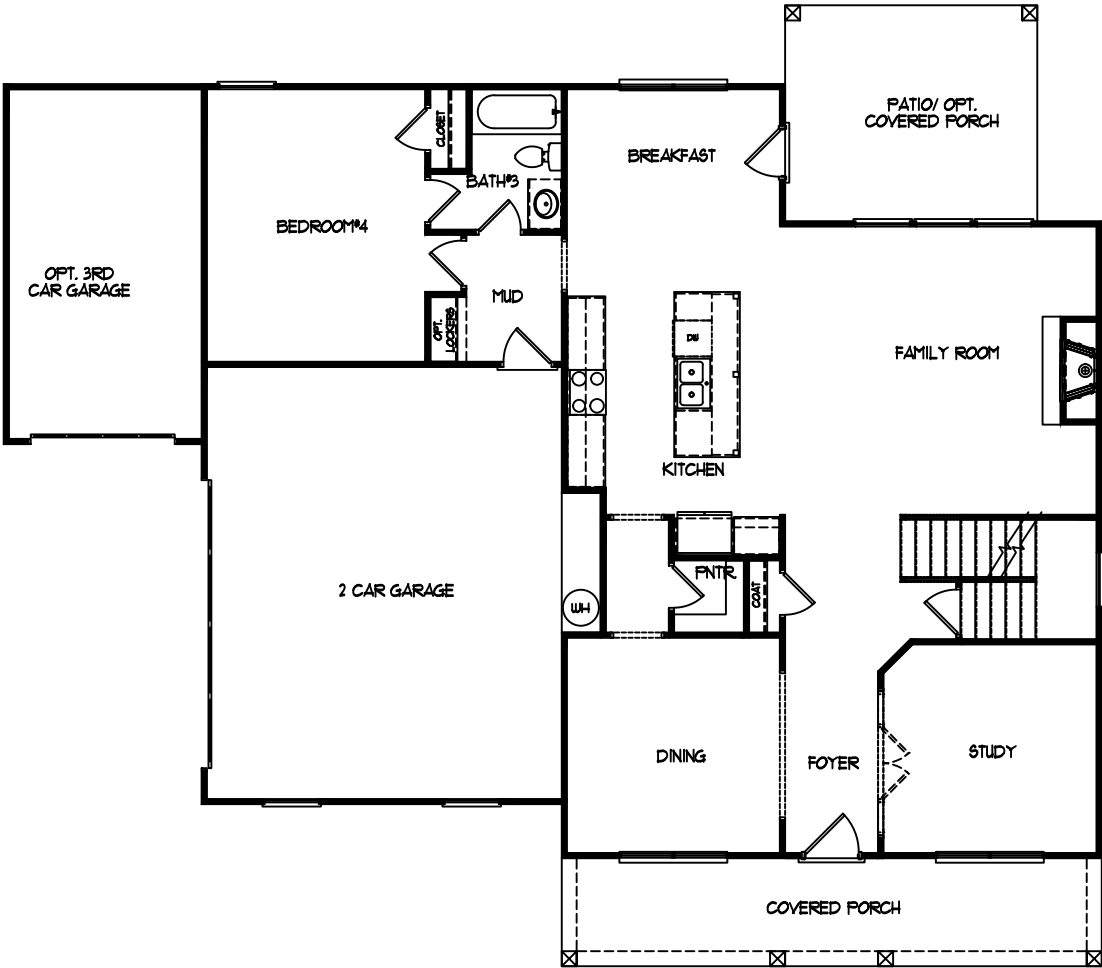 PATIO/ OPT.
COVERED PORCH
BREAKFAST
CLOSET
BATH#3
BEDROOM#4
OPT. 3RD
CAR GARAGE
MUD
OPT.
LOCKERS
DW
FAMILY ROOM
KITCHEN
PNTR
COAT
2 CAR GARAGE
WH
DINING
FOYER
STUDY
COVERED PORCH